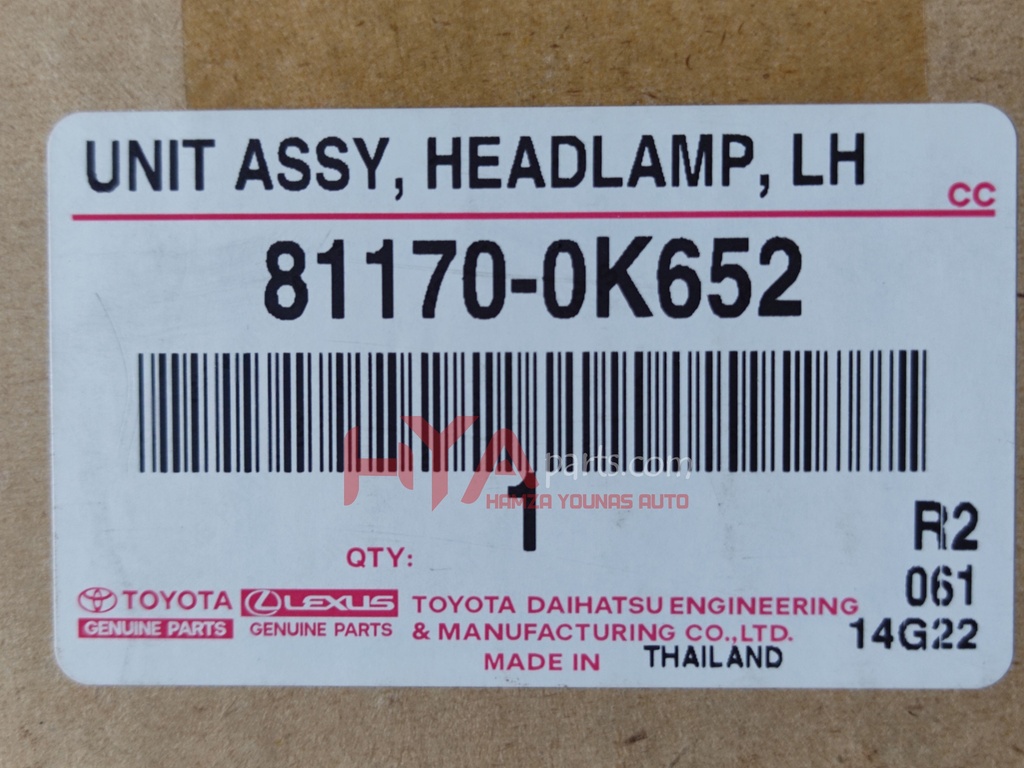 UNIT ASSY, HEADLAMP, LH
CC
81170-0K652
HYA parts.com
HAMZA YOUNAS AUTO
1
QTY:
R2
061
14G22
TOYOTA
GENUINE PARTS
LEXUS
GENUINE PARTS
TOYOTA DAIHATSU ENGINEERING
& MANUFACTURING CO.,LTD.
MADE IN THAILAND